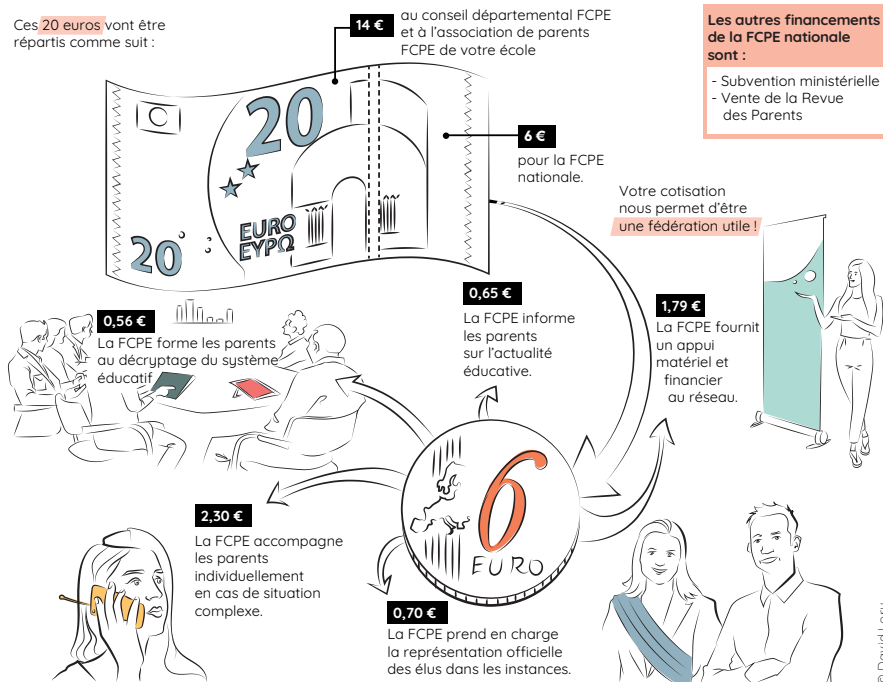 Ces 20 euros vont être
répartis comme suit :
14 €
au conseil départemental FCPE
et à l'association de parents
FCPE de votre école
Les autres financements
de la FCPE nationale
sont :
- Subvention ministérielle
- Vente de la Revue
des Parents
20
EURO
ΕΥΡΩ
20
6 €
pour la FCPE
nationale.
Votre cotisation
nous permet d'être
une fédération utile !
0,56 €
La FCPE forme les parents
au décryptage du système
éducatif
0,65 €
La FCPE informe
les parents
sur l'actualité
éducative.
1,79 €
La FCPE fournit
un appui
matériel et
financier
au réseau.
6
EURO
2,30 €
La FCPE accompagne
les parents
individuellement
en cas de situation
complexe.
0,70 €
La FCPE prend en charge
la représentation officielle
des élus dans les instances.